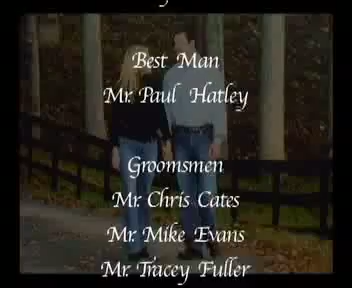 Best Man
Mr. Paul Hatley
Groomsmen
Mr. Chris Cates
Mr. Mike Evans
Mr. Tracey Fuller